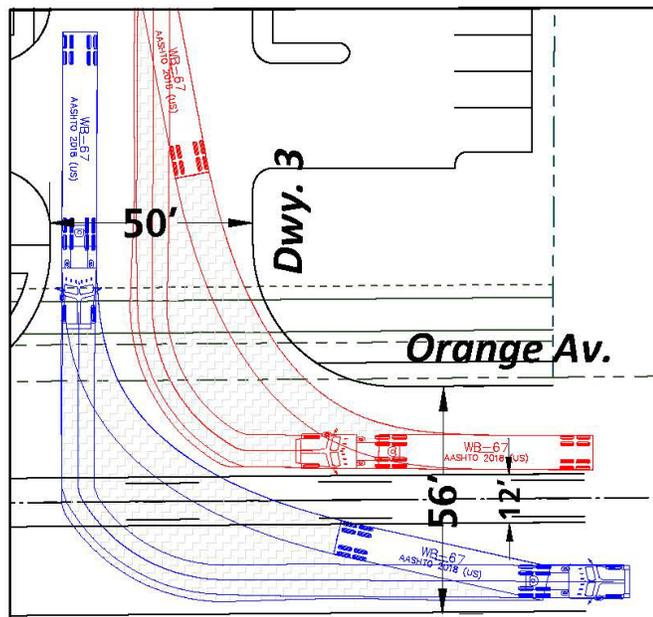 WB-67
AASHTO 2018 (US)
WB-67
AASHTO 2018 (US)
50’
Dwy. 3
Orange Av.
WB-67
AASHTO 2018 (US)
56’
12’
WB-67
AASHTO 2018 (US)